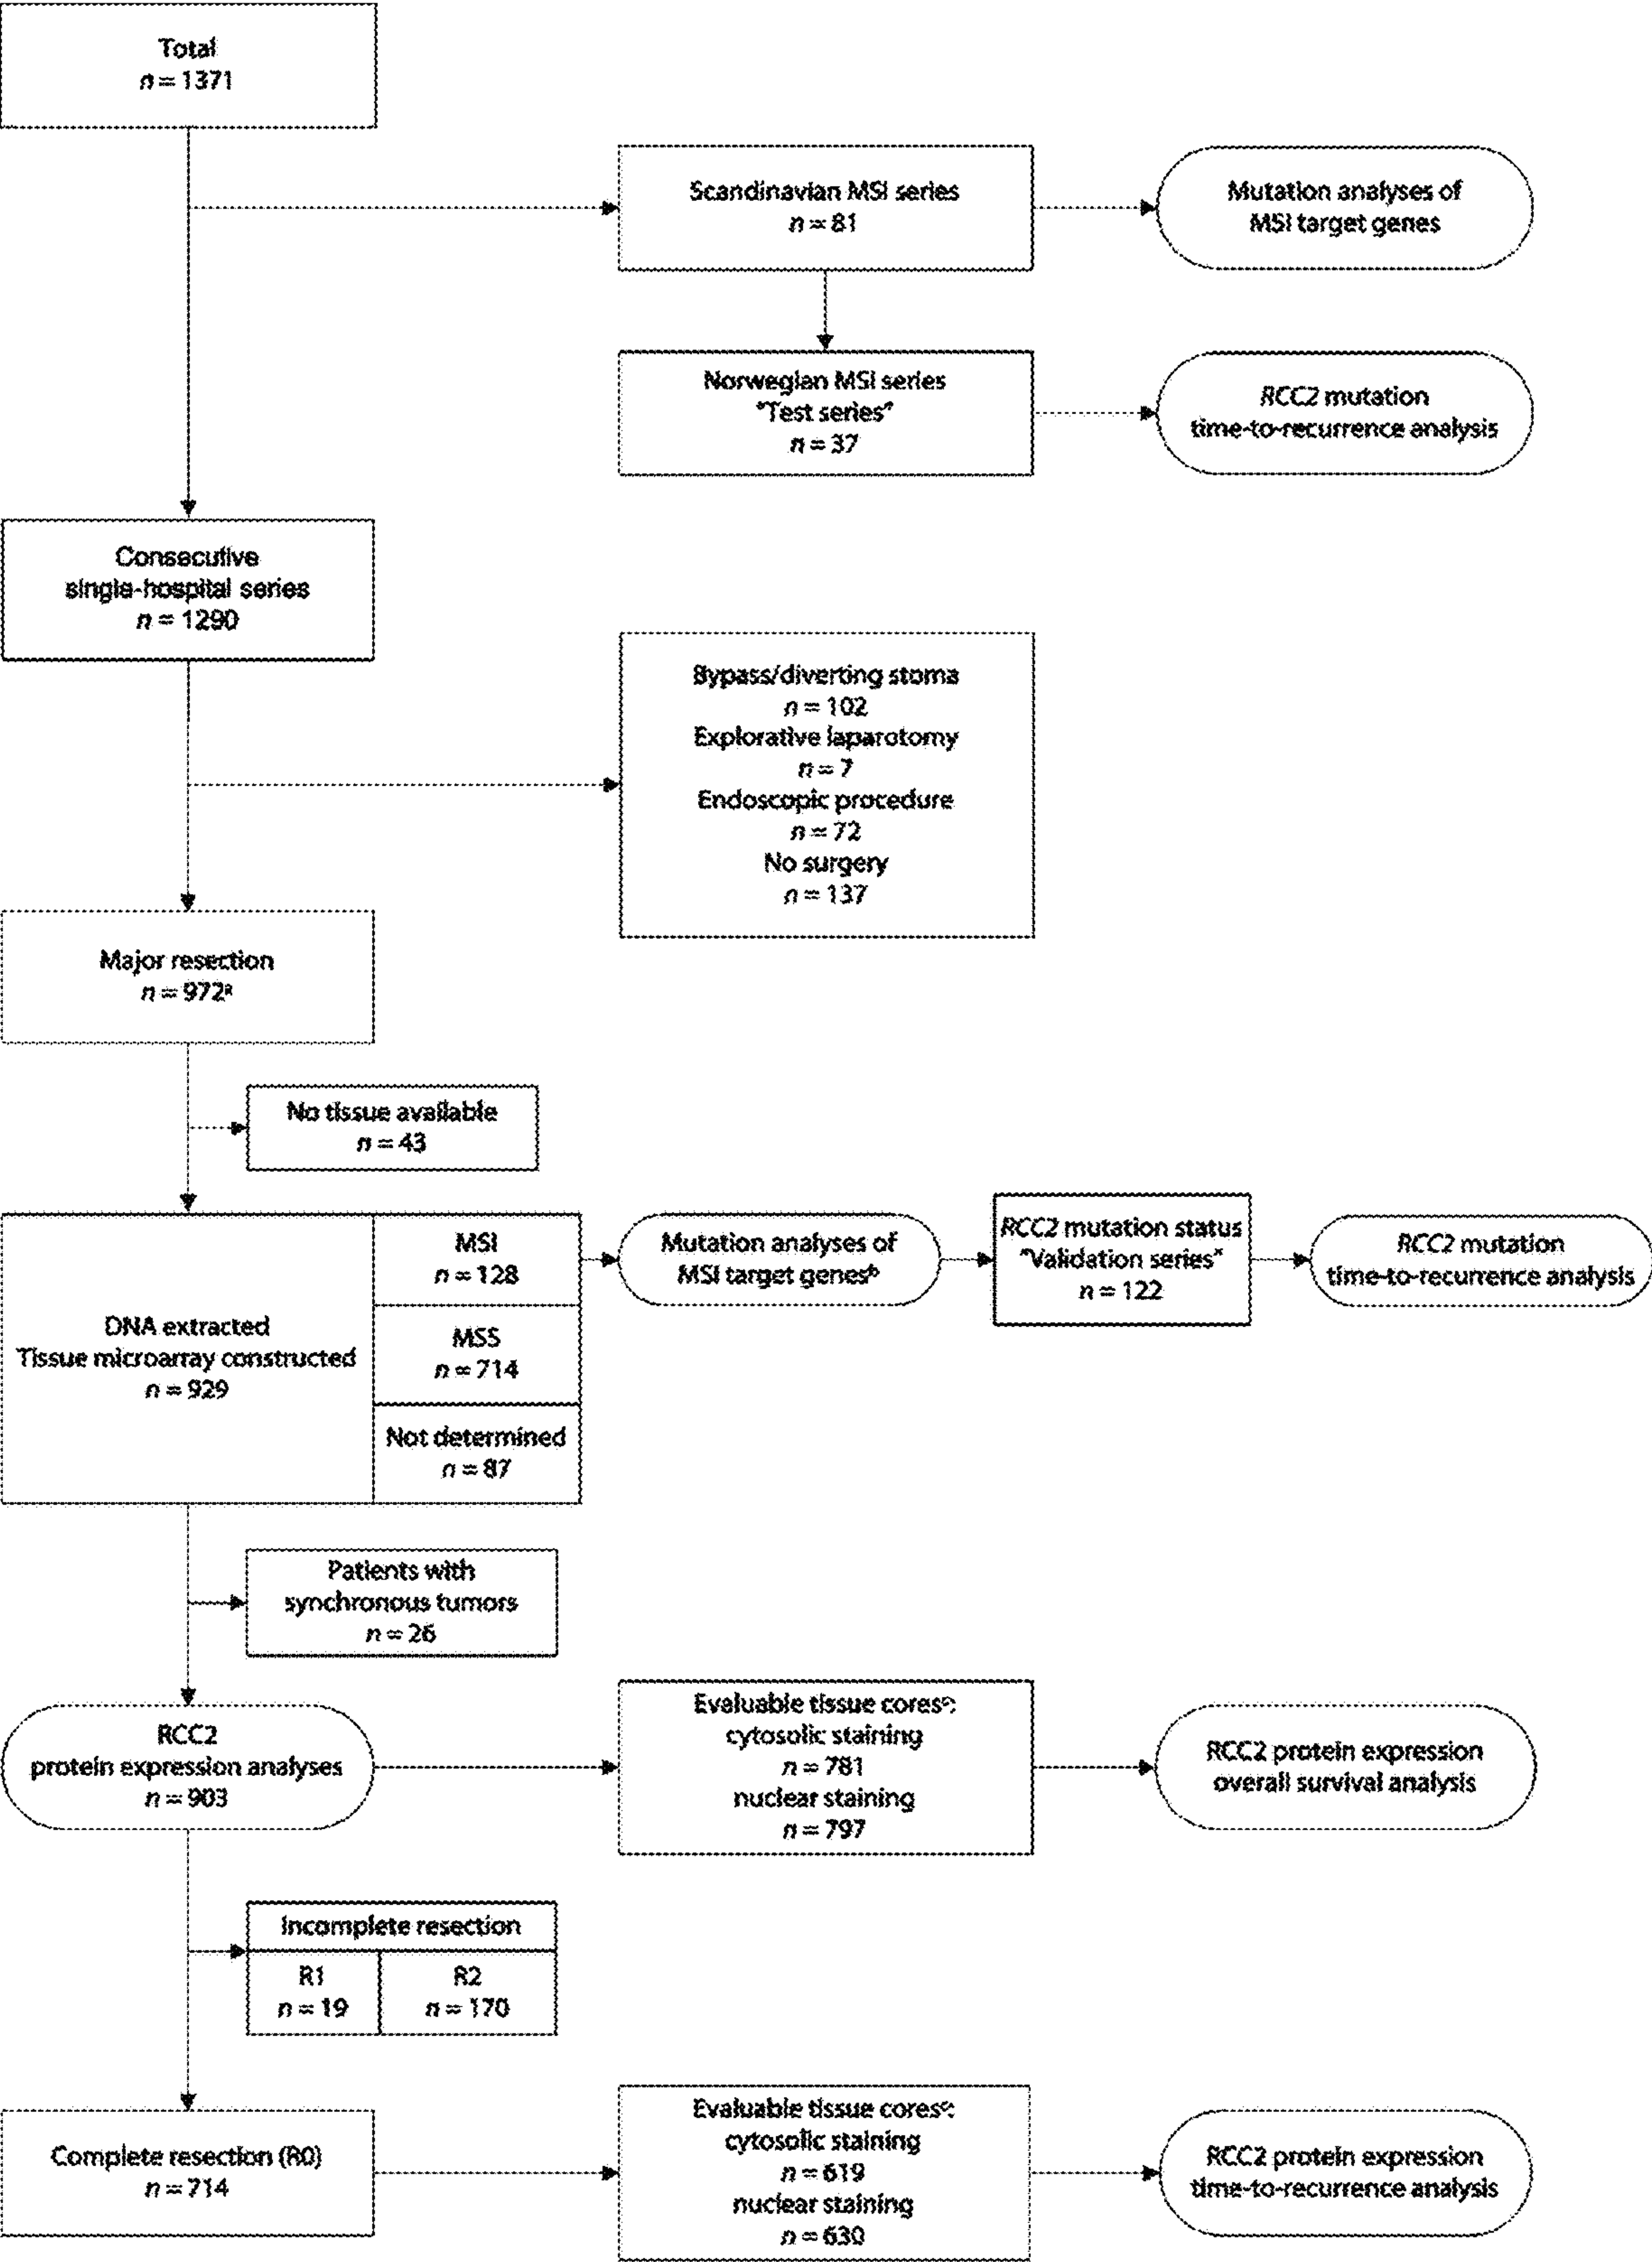 Total
n = 1371
Scandinavian MSI series
n = 81
Mutation analyses of
MSI target genes
Norwegian MSI series
"Test series"
n = 37
RCC2 mutation
time-to-recurrence analysis
Consecutive
single-hospital series
n = 1290
Bypass/diverting stoma
n = 102
Explorative laparotomy
n = 7
Endoscopic procedure
n = 72
No surgery
n = 137
Major resection
n = 972ª
No tissue available
n = 43
DNA extracted
Tissue microarray constructed
n = 929
MSI
n = 128
MSS
n = 714
Not determined
n = 87
Mutation analyses of
MSI target genesᵇ
RCC2 mutation status
"Validation series"
n = 122
RCC2 mutation
time-to-recurrence analysis
Patients with
synchronous tumors
n = 26
RCC2
protein expression analyses
n = 903
Evaluable tissue coresᶜ:
cytosolic staining
n = 781
nuclear staining
n = 797
RCC2 protein expression
overall survival analysis
Incomplete resection
R1
n = 19
R2
n = 170
Complete resection (R0)
n = 714
Evaluable tissue coresᶜ:
cytosolic staining
n = 619
nuclear staining
n = 630
RCC2 protein expression
time-to-recurrence analysis